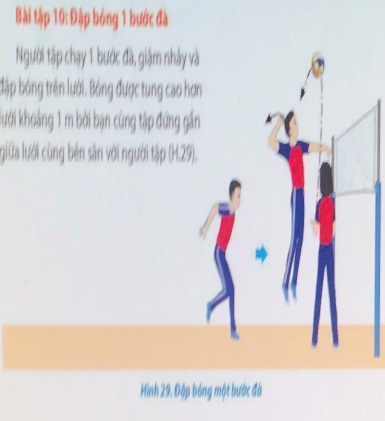 Bài tập 10: Đập bóng 1 bước đà
Người tập chạy 1 bước đà, giậm nhảy và
đập bóng trên lưới. Bóng được tung cao hơn
lưới khoảng 1 m bởi bạn cùng tập đứng gần
giữa lưới cùng bên sân với người tập (H.29).
Hình 29. Đập bóng một bước đà